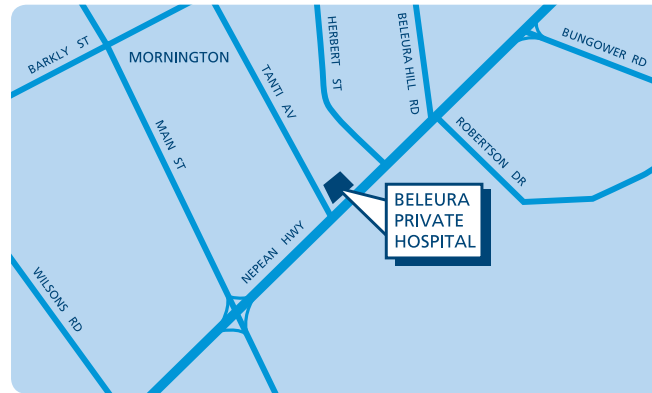 BARKLY ST
MORNINGTON
MAIN ST
TANTI AV
HERBERT ST
BELEURA HILL RD
BUNGOWER RD
ROBERTSON DR
BELEURA
PRIVATE
HOSPITAL
NEPEAN HWY
WILSONS RD